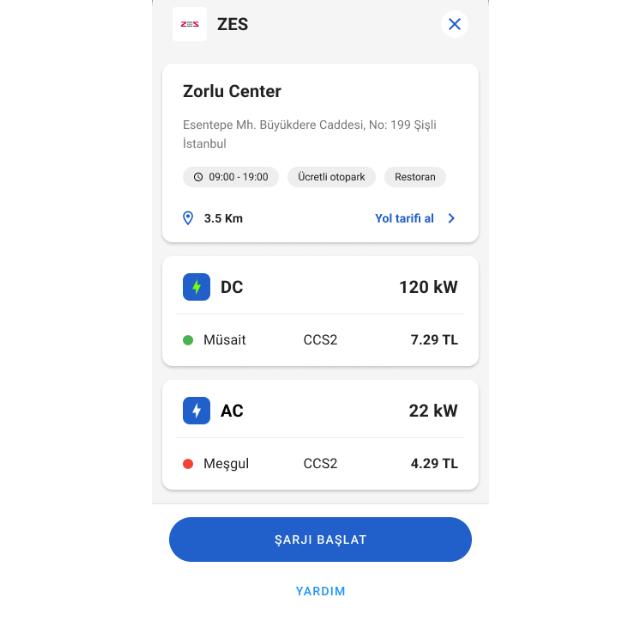 ZES
ZES
Zorlu Center
Esentepe Mh. Büyükdere Caddesi, No: 199 Şişli
İstanbul
09:00 - 19:00
Ücretli otopark
Restoran
3.5 Km
Yol tarifi al
DC
120 kW
Müsait
CCS2
7.29 TL
AC
22 kW
Meşgul
CCS2
4.29 TL
ŞARJI BAŞLAT
YARDIM